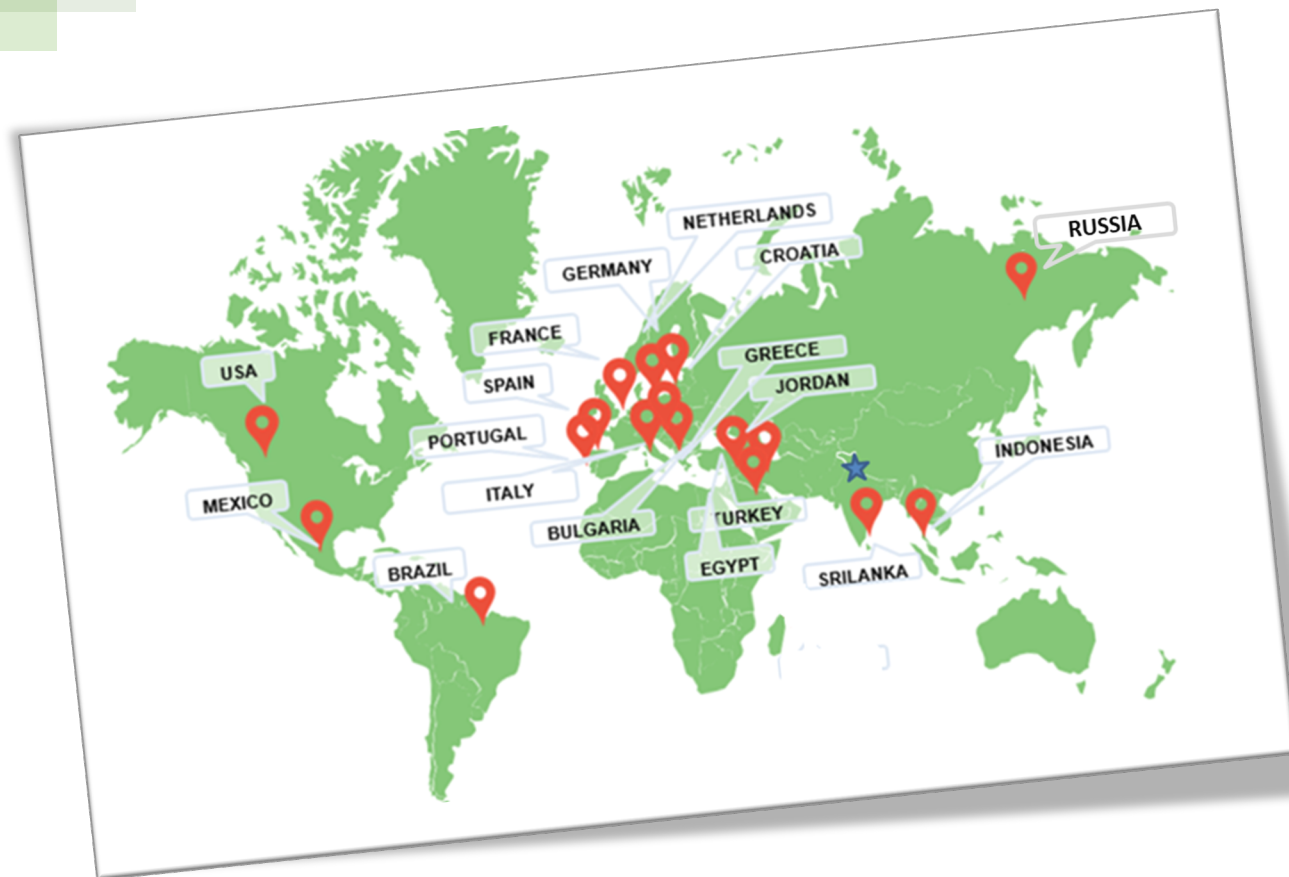 NETHERLANDS
RUSSIA
CROATIA
GERMANY
FRANCE
GREECE
USA
SPAIN
JORDAN
PORTUGAL
INDONESIA
ITALY
MEXICO
BULGARIA
TURKEY
EGYPT
BRAZIL
SRILANKA